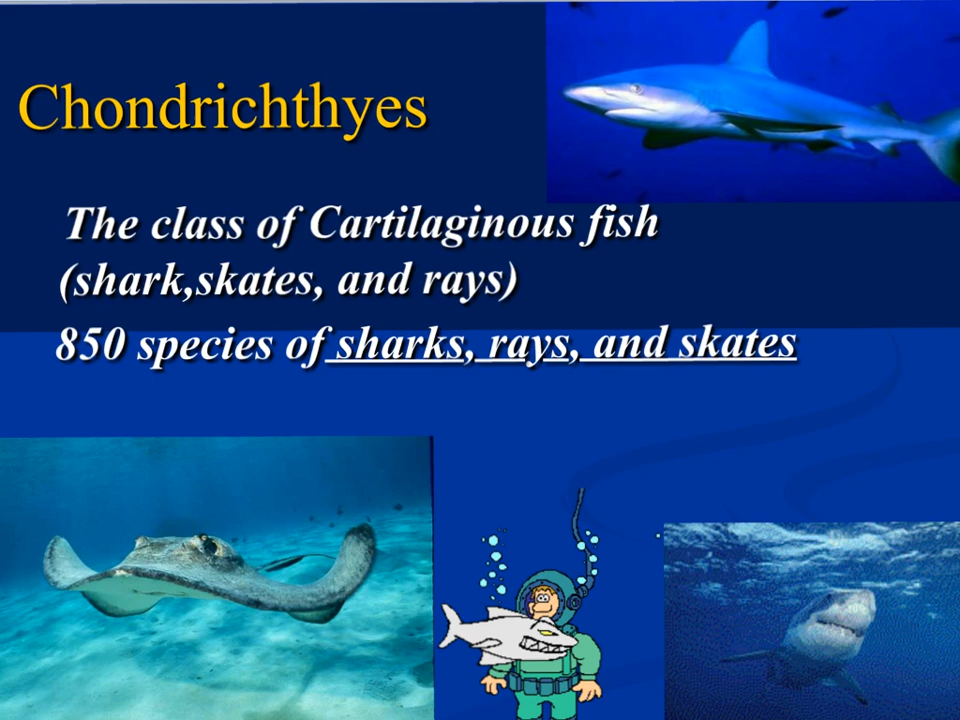 Chondrichthyes
The class of Cartilaginous fish
(shark,skates, and rays)
850 species of sharks, rays, and skates